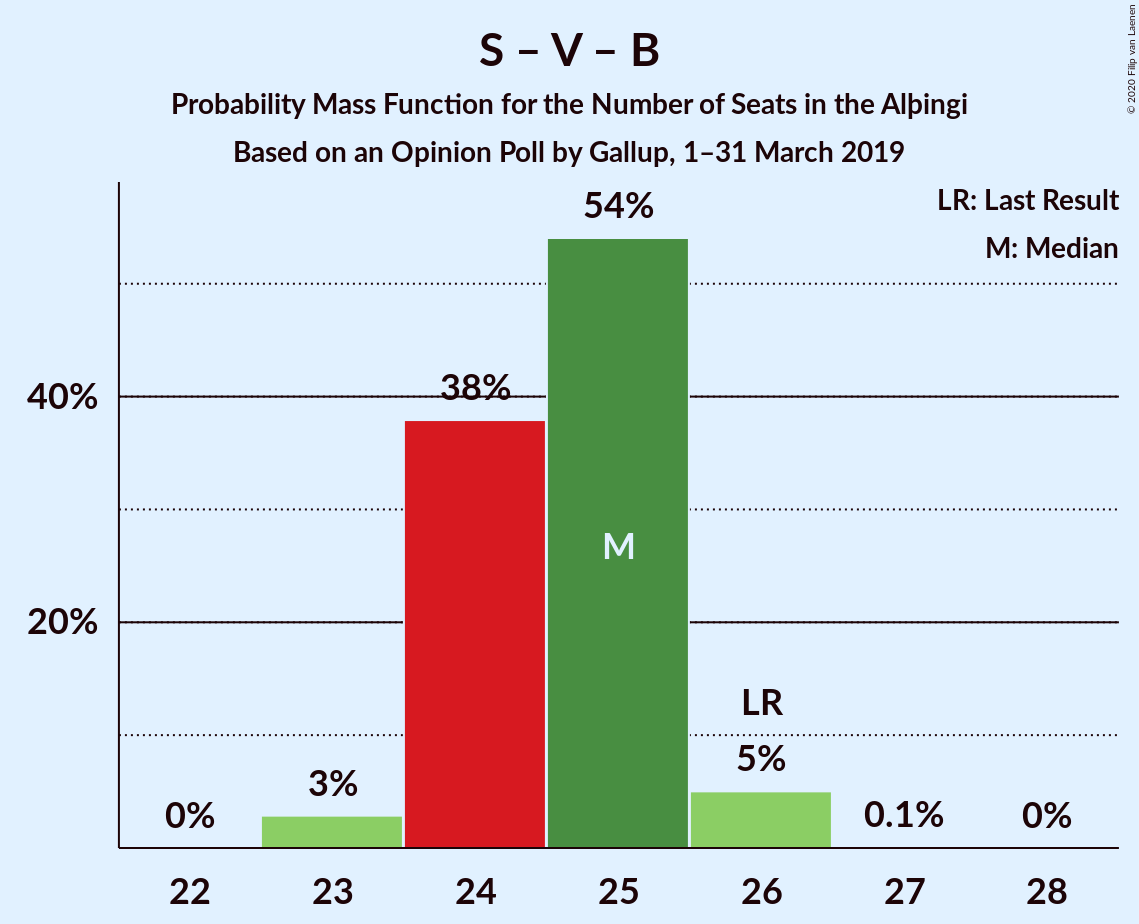 S – V – B
Probability Mass Function for the Number of Seats in the Alþingi
Based on an Opinion Poll by Gallup, 1–31 March 2019
© 2020 Filip van Laenen
LR: Last Result
M: Median
54%
40%
38%
M
20%
LR
5%
3%
0%
0.1%
0%
22 23 24 25 26 27 28